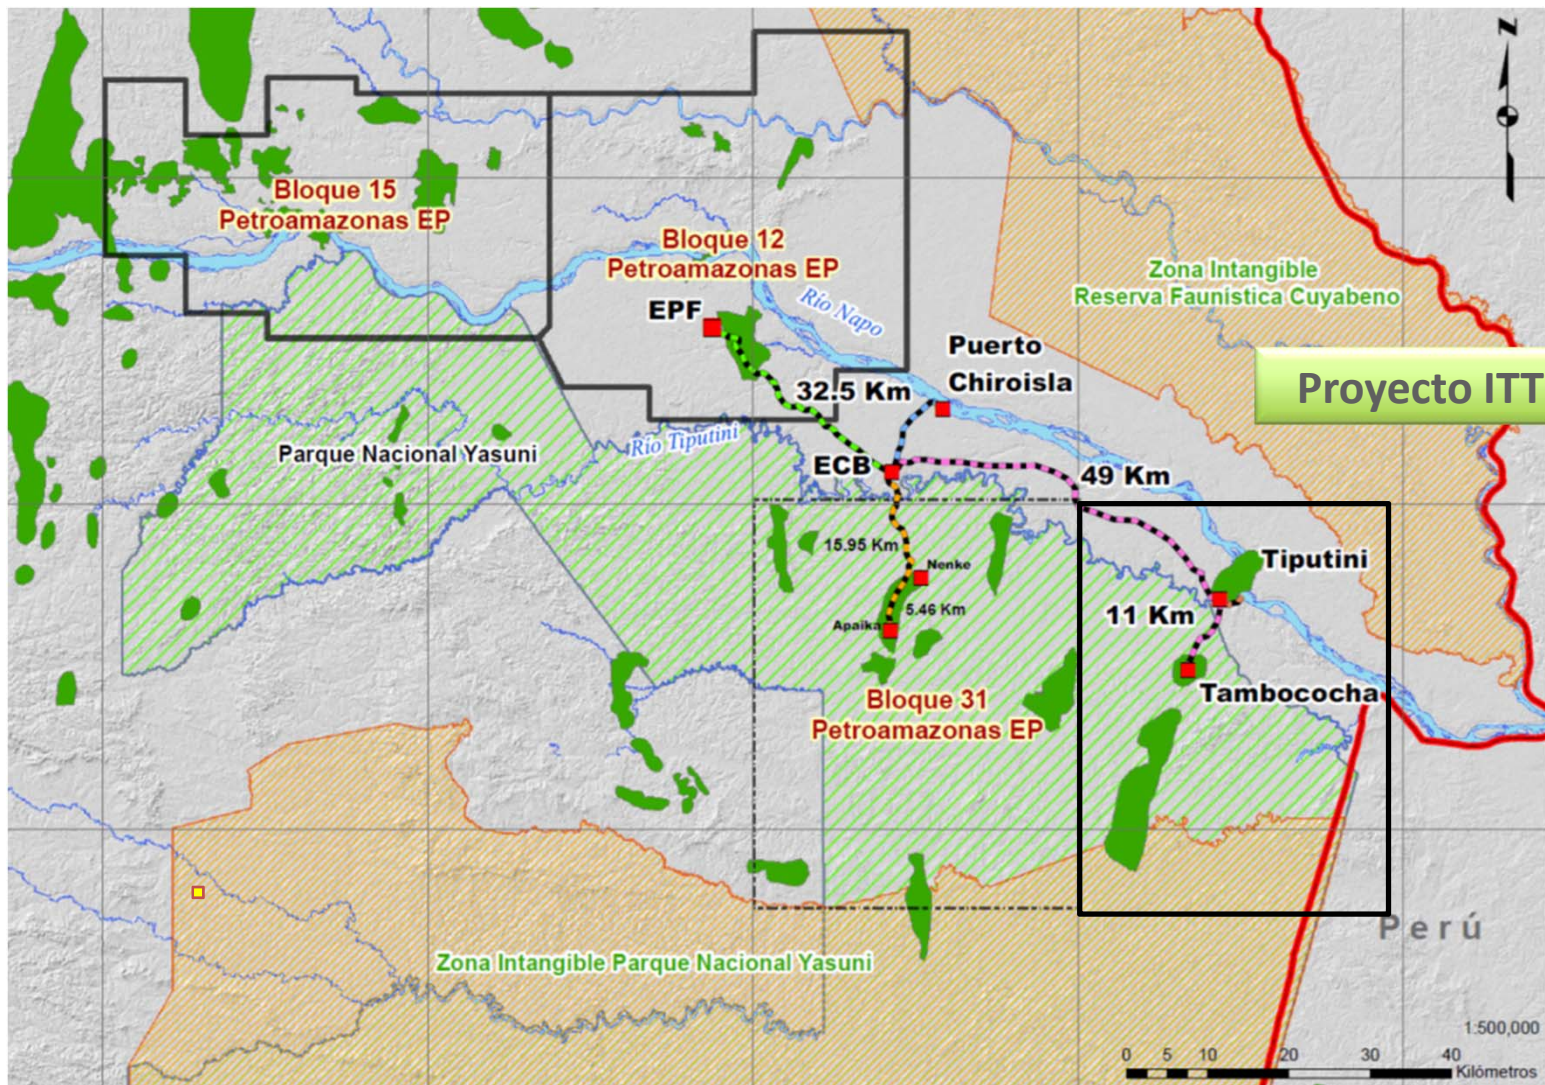 N
Bloque 15
Petroamazonas EP
Bloque 12
Petroamazonas EP
Zona Intangible
Reserva Faunística Cuyabeno
EPF
Río Napo
Puerto
Chiroisla
32.5 Km
Proyecto ITT
Río Tiputini
Parque Nacional Yasuni
ECB
49 Km
15.95 Km
Nenke
Tiputini
5.46 Km
11 Km
Apaika
Tambococha
Bloque 31
Petroamazonas EP
Perú
Zona Intangible Parque Nacional Yasuni
1:500,000
0 5 10 20 30 40
Kilómetros